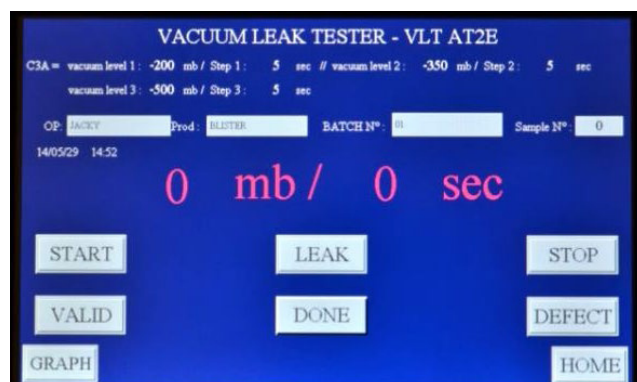 VACUUM LEAK TESTER - VLT AT2E
C3A = vacuum level 1 : -200 mb / Step 1 : 5 sec // vacuum level 2 : -350 mb / Step 2 : 5 sec
vacuum level 3 : -500 mb / Step 3 : 5 sec
OP: JACKY Prod : BLISTER BATCH Nº : 01 Sample Nº : 0
14/05/29 14:52
0 mb / 0 sec
START LEAK STOP
VALID DONE DEFECT
GRAPH HOME